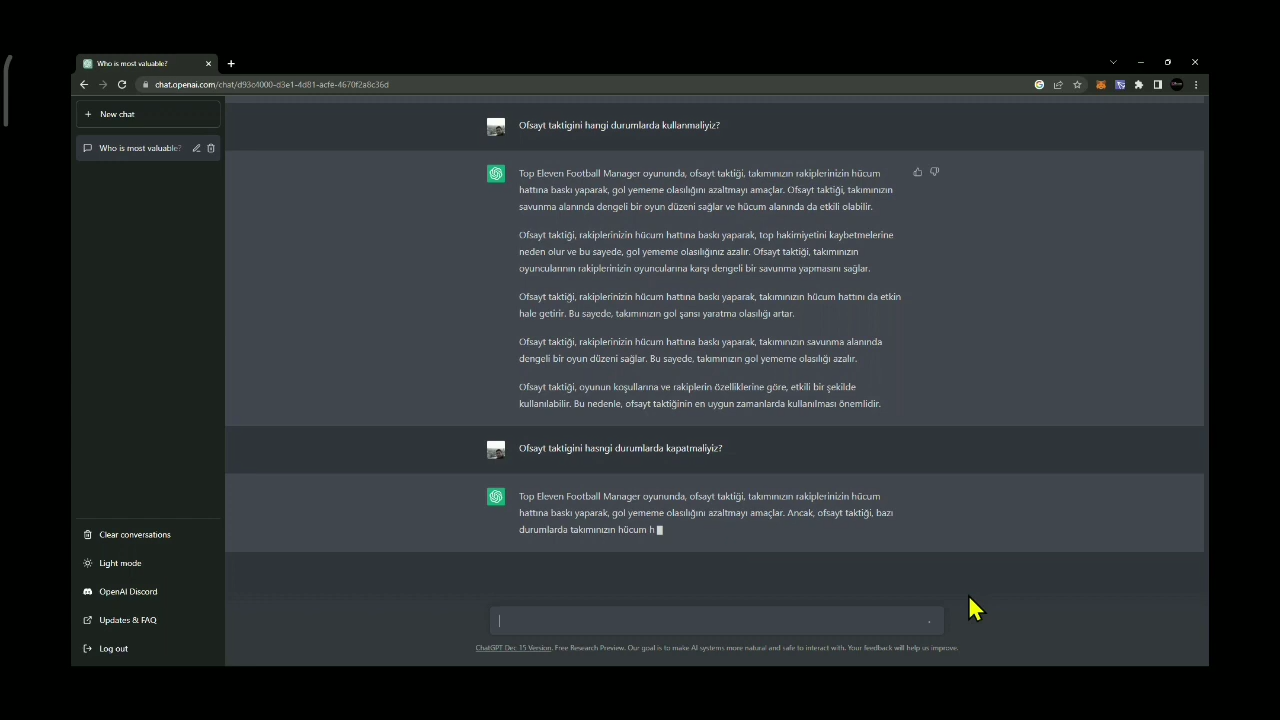 Who is most valuable?
chat.openai.com/chat/d93c4000-d3e1-4d81-acfe-4670f2a8c36d
New chat
Who is most valuable?
Ofsayt taktigini hangi durumlarda kullanmaliyiz?
Top Eleven Football Manager oyununda, ofsayt taktiği, takımınızın rakiplerinizin hücum
hattına baskı yaparak, gol yememe olasılığını azaltmayı amaçlar. Ofsayt taktiği, takımınızın
savunma alanında dengeli bir oyun düzeni sağlar ve hücum alanında da etkili olabilir.
Ofsayt taktiği, rakiplerinizin hücum hattına baskı yaparak, top hakimiyetini kaybetmelerine
neden olur ve bu sayede, gol yememe olasılığınız azalır. Ofsayt taktiği, takımınızın
oyuncularının rakiplerinizin oyuncularına karşı dengeli bir savunma yapmasını sağlar.
Ofsayt taktiği, rakiplerinizin hücum hattına baskı yaparak, takımınızın hücum hattını da etkin
hale getirir. Bu sayede, takımınızın gol şansı yaratma olasılığı artar.
Ofsayt taktiği, rakiplerinizin hücum hattına baskı yaparak, takımınızın savunma alanında
dengeli bir oyun düzeni sağlar. Bu sayede, takımınızın gol yememe olasılığı azalır.
Ofsayt taktiği, oyunun koşullarına ve rakiplerin özelliklerine göre, etkili bir şekilde
kullanılabilir. Bu nedenle, ofsayt taktiğinin en uygun zamanlarda kullanılması önemlidir.
Ofsayt taktigini hasngi durumlarda kapatmaliyiz?
Top Eleven Football Manager oyununda, ofsayt taktiği, takımınızın rakiplerinizin hücum
hattına baskı yaparak, gol yememe olasılığını azaltmayı amaçlar. Ancak, ofsayt taktiği, bazı
durumlarda takımınızın hücum h
Clear conversations
Light mode
OpenAI Discord
Updates & FAQ
Log out
ChatGPT Dec 15 Version. Free Research Preview. Our goal is to make AI systems more natural and safe to interact with. Your feedback will help us improve.